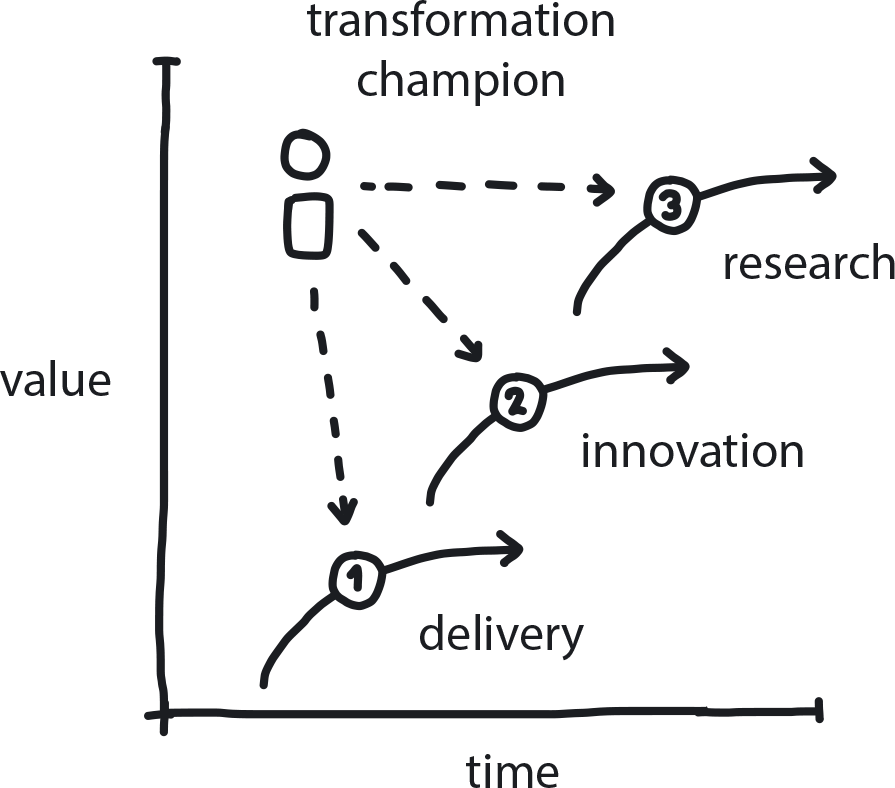 transformation
champion
3
research
value
2
innovation
1
delivery
time